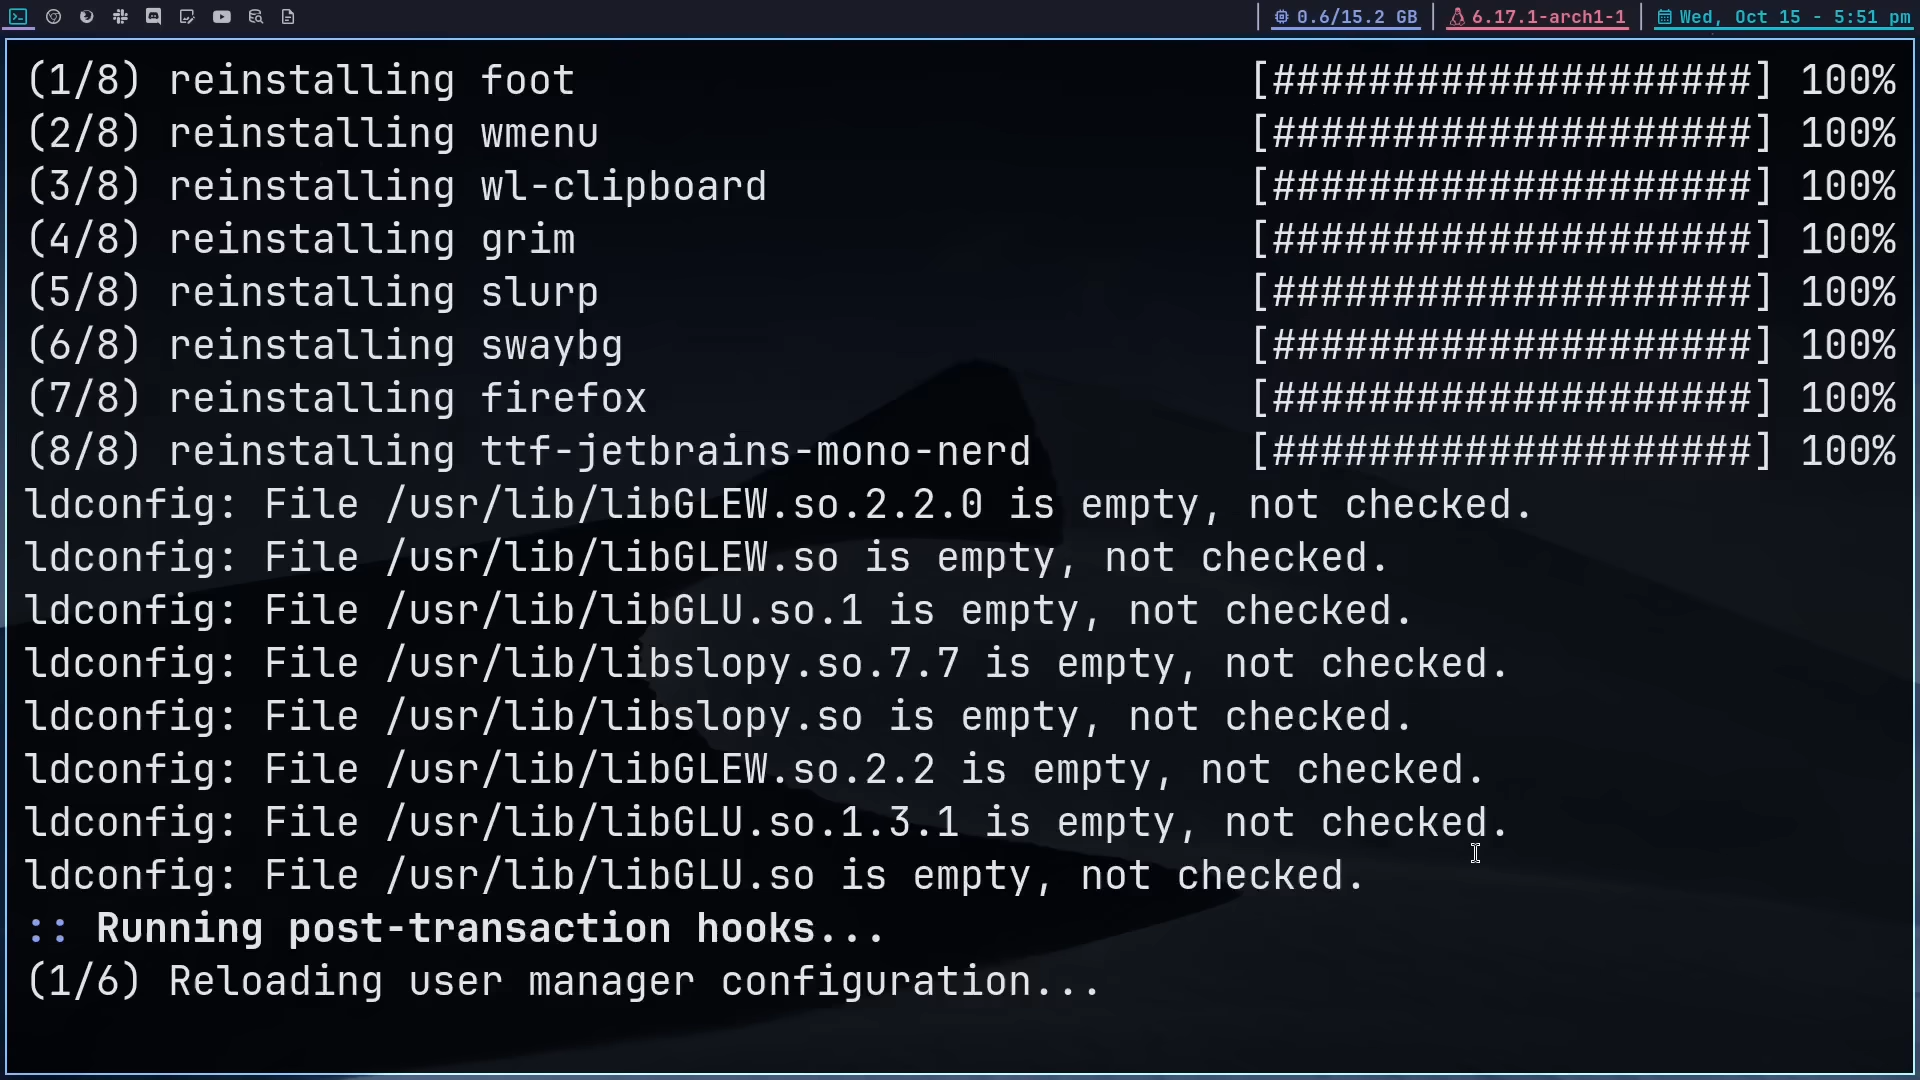 0.6/15.2 GB 6.17.1-arch1-1 Wed, Oct 15 - 5:51 pm
(1/8) reinstalling foot [####################] 100%
(2/8) reinstalling wmenu [####################] 100%
(3/8) reinstalling wl-clipboard [####################] 100%
(4/8) reinstalling grim [####################] 100%
(5/8) reinstalling slurp [####################] 100%
(6/8) reinstalling swaybg [####################] 100%
(7/8) reinstalling firefox [####################] 100%
(8/8) reinstalling ttf-jetbrains-mono-nerd [####################] 100%
ldconfig: File /usr/lib/libGLEW.so.2.2.0 is empty, not checked.
ldconfig: File /usr/lib/libGLEW.so is empty, not checked.
ldconfig: File /usr/lib/libGLU.so.1 is empty, not checked.
ldconfig: File /usr/lib/libslopy.so.7.7 is empty, not checked.
ldconfig: File /usr/lib/libslopy.so is empty, not checked.
ldconfig: File /usr/lib/libGLEW.so.2.2 is empty, not checked.
ldconfig: File /usr/lib/libGLU.so.1.3.1 is empty, not checked.
ldconfig: File /usr/lib/libGLU.so is empty, not checked.
:: Running post-transaction hooks...
(1/6) Reloading user manager configuration...